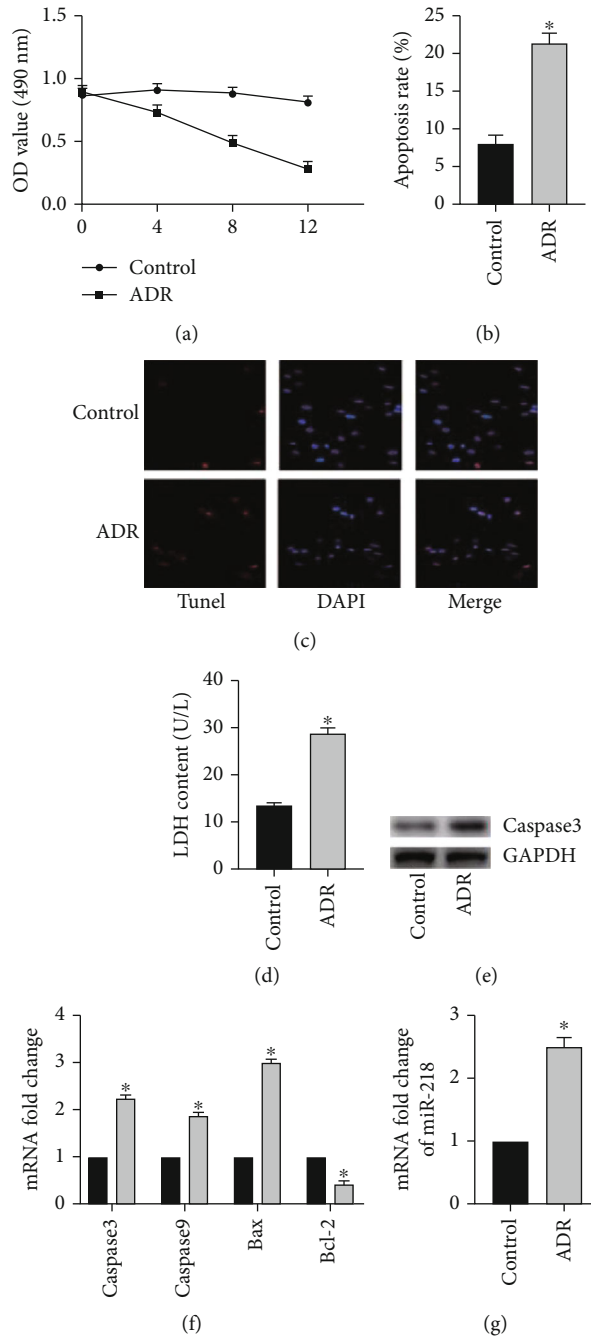 1.5
1.0
0.5
0.0
OD value (490 nm)
0 4 8 12
Control
ADR
(a)
25
20
15
10
5
0
Apoptosis rate (%)
*
Control
ADR
(b)
Control
ADR
Tunel DAPI Merge
(c)
40
30
20
10
0
LDH content (U/L)
*
Control
ADR
(d)
Caspase3
GAPDH
Control
ADR
(e)
4
3
2
1
0
mRNA fold change
* * * *
Caspase3
Caspase9
Bax
Bcl-2
(f)
3
2
1
0
mRNA fold change
of miR-218
*
Control
ADR
(g)